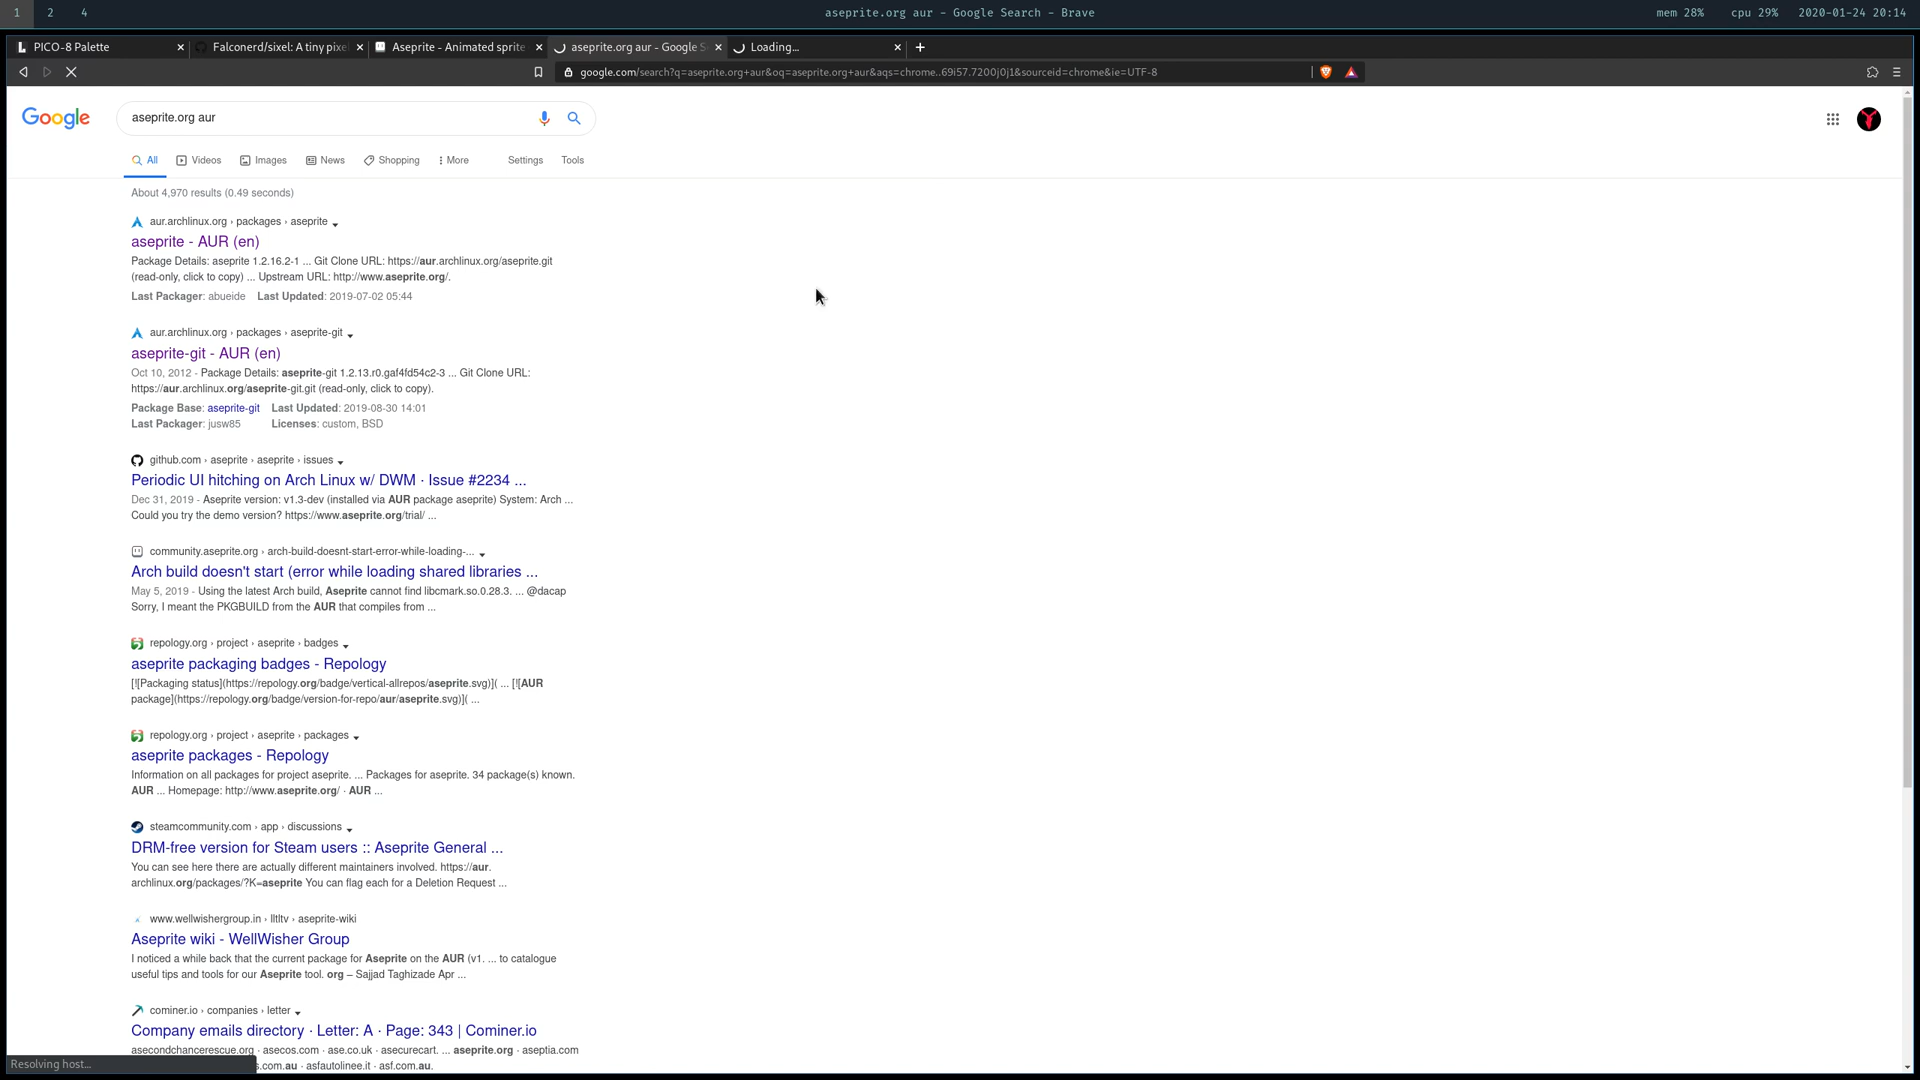 1 2 4 aseprite.org aur - Google Search - Brave mem 28% cpu 29% 2020-01-24 20:14
PICO-8 Palette Falconerd/sixel: A tiny pixe Aseprite - Animated sprite aseprite.org aur - Google S Loading...
google.com/search?q=aseprite.org+aur&oq=aseprite.org+aur&aqs=chrome..69i57.7200j0j1&sourceid=chrome&ie=UTF-8
Google aseprite.org aur
All Videos Images News Shopping More Settings Tools
About 4,970 results (0.49 seconds)
aur.archlinux.org › packages › aseprite
aseprite - AUR (en)
Package Details: aseprite 1.2.16.2-1 ... Git Clone URL: https://aur.archlinux.org/aseprite.git
(read-only, click to copy) ... Upstream URL: http://www.aseprite.org/.
Last Packager: abueide Last Updated: 2019-07-02 05:44
aur.archlinux.org › packages › aseprite-git
aseprite-git - AUR (en)
Oct 10, 2012 - Package Details: aseprite-git 1.2.13.r0.gaf4fd54c2-3 ... Git Clone URL:
https://aur.archlinux.org/aseprite-git.git (read-only, click to copy).
Package Base: aseprite-git Last Updated: 2019-08-30 14:01
Last Packager: jusw85 Licenses: custom, BSD
github.com › aseprite › aseprite › issues
Periodic UI hitching on Arch Linux w/ DWM · Issue #2234 ...
Dec 31, 2019 - Aseprite version: v1.3-dev (installed via AUR package aseprite) System: Arch ...
Could you try the demo version? https://www.aseprite.org/trial/ ...
community.aseprite.org › arch-build-doesnt-start-error-while-loading-...
Arch build doesn't start (error while loading shared libraries ...
May 5, 2019 - Using the latest Arch build, Aseprite cannot find libcmark.so.0.28.3. ... @dacap
Sorry, I meant the PKGBUILD from the AUR that compiles from ...
repology.org › project › aseprite › badges
aseprite packaging badges - Repology
[![Packaging status](https://repology.org/badge/vertical-allrepos/aseprite.svg)]( ... [![AUR
package](https://repology.org/badge/version-for-repo/aur/aseprite.svg)]( ...
repology.org › project › aseprite › packages
aseprite packages - Repology
Information on all packages for project aseprite. ... Packages for aseprite. 34 package(s) known.
AUR ... Homepage: http://www.aseprite.org/ · AUR ...
steamcommunity.com › app › discussions
DRM-free version for Steam users :: Aseprite General ...
You can see here there are actually different maintainers involved. https://aur.
archlinux.org/packages/?K=aseprite You can flag each for a Deletion Request ...
www.wellwishergroup.in › lltltv › aseprite-wiki
Aseprite wiki - WellWisher Group
I noticed a while back that the current package for Aseprite on the AUR (v1. ... to catalogue
useful tips and tools for our Aseprite tool. org – Sajjad Taghizade Apr ...
cominer.io › companies › letter
Company emails directory · Letter: A · Page: 343 | Cominer.io
asecondchancerescue.org · asecos.com · ase.co.uk · asecurecart. ... aseprite.org · aseptia.com
Resolving host... s.com.au · asfautolinee.it · asf.com.au.